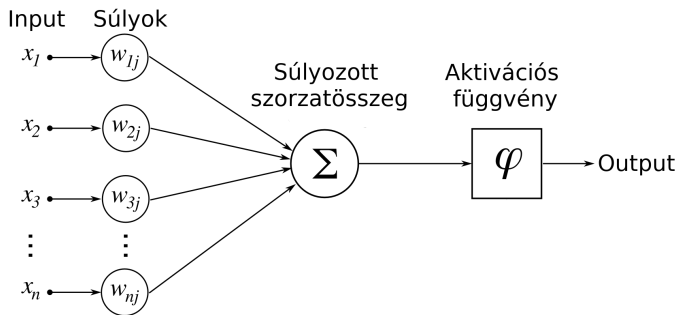 Input Súlyok
x1 w1j
x2 w2j
x3 w3j
⋮ ⋮
xn wnj
Súlyozott
szorzatösszeg
Σ
Aktivációs
függvény
φ
Output